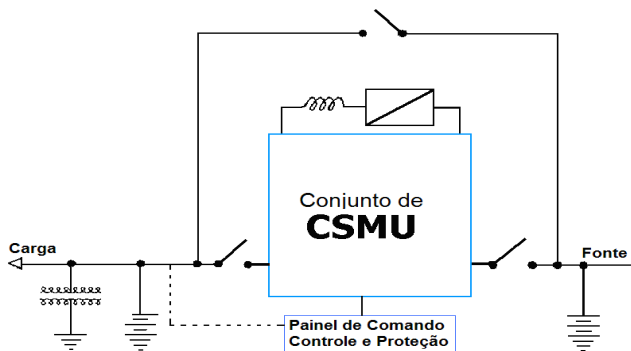 Conjunto de
CSMU
Carga
Fonte
Painel de Comando
Controle e Proteção